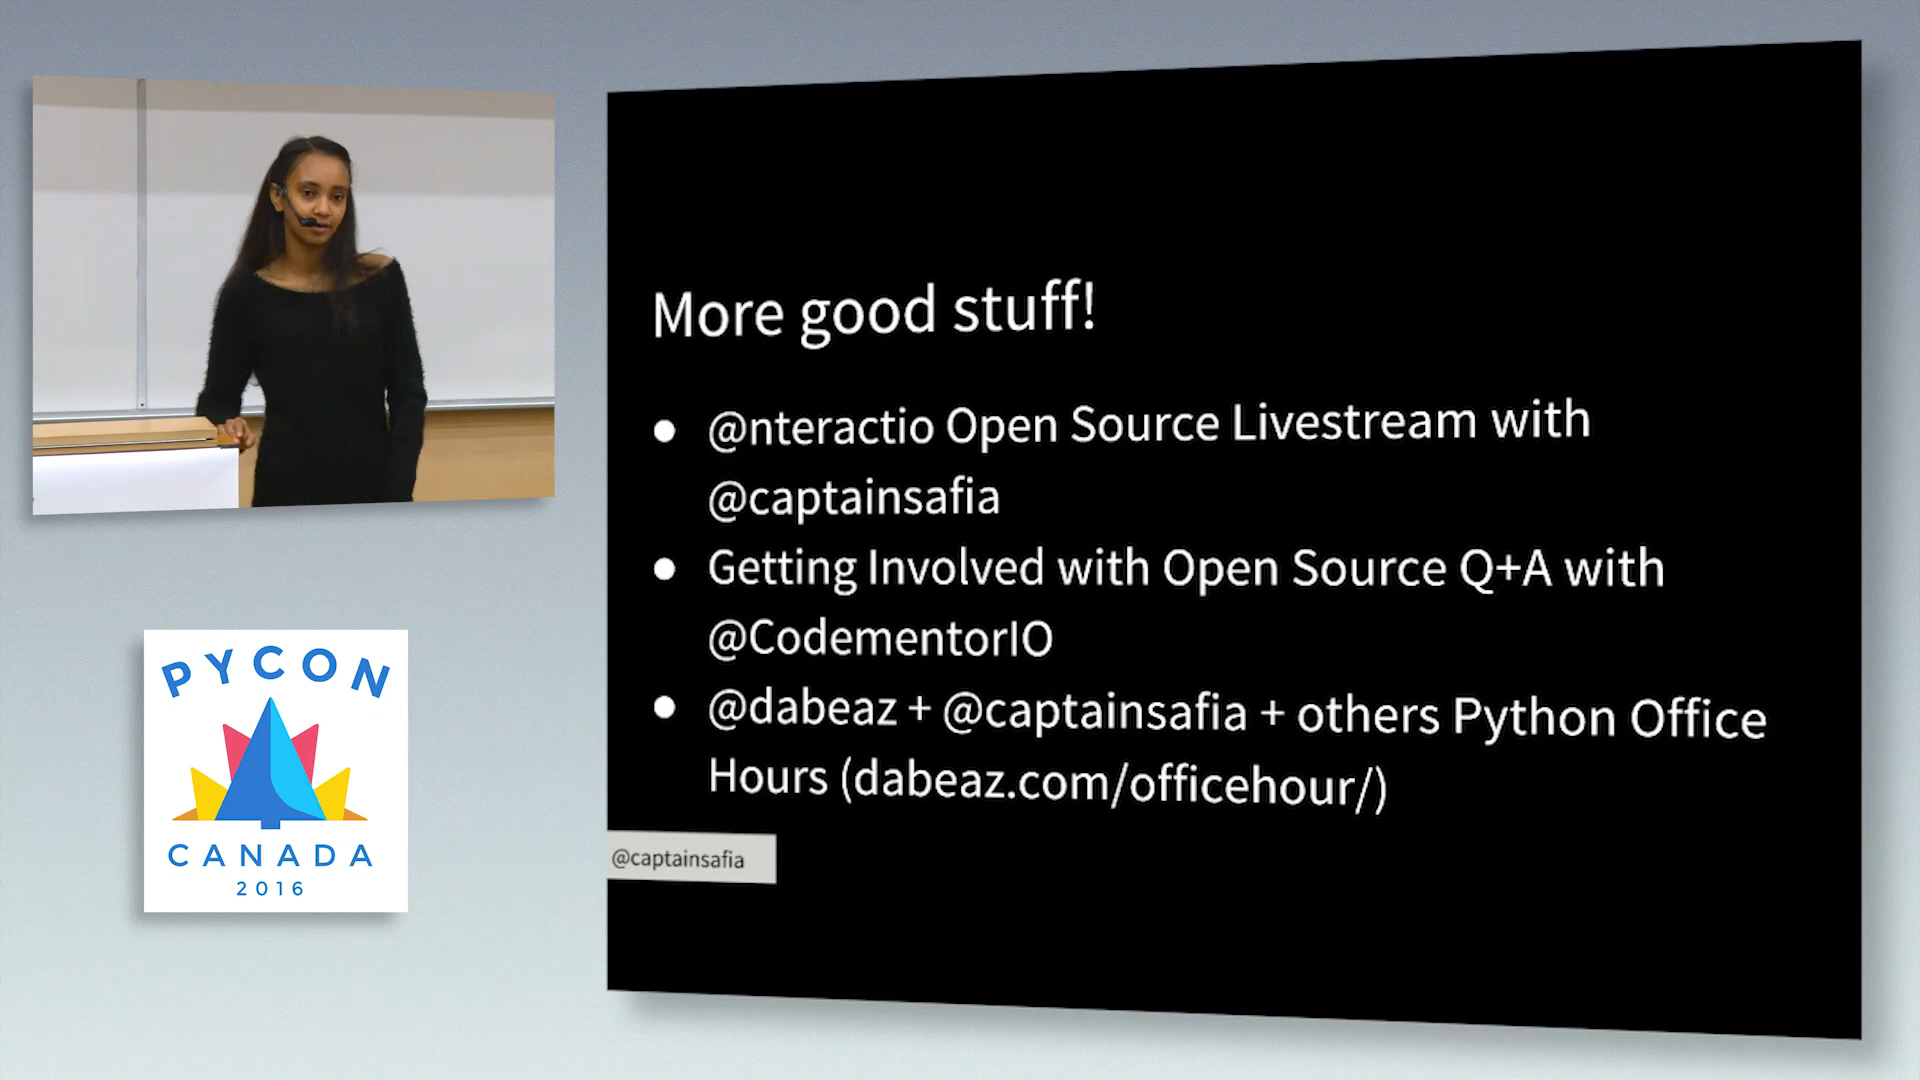 More good stuff!
@nteractio Open Source Livestream with
@captainsafia
Getting Involved with Open Source Q+A with
@CodementorIO
@dabeaz + @captainsafia + others Python Office
Hours (dabeaz.com/officehour/)
@captainsafia
PYCON
CANADA
2016